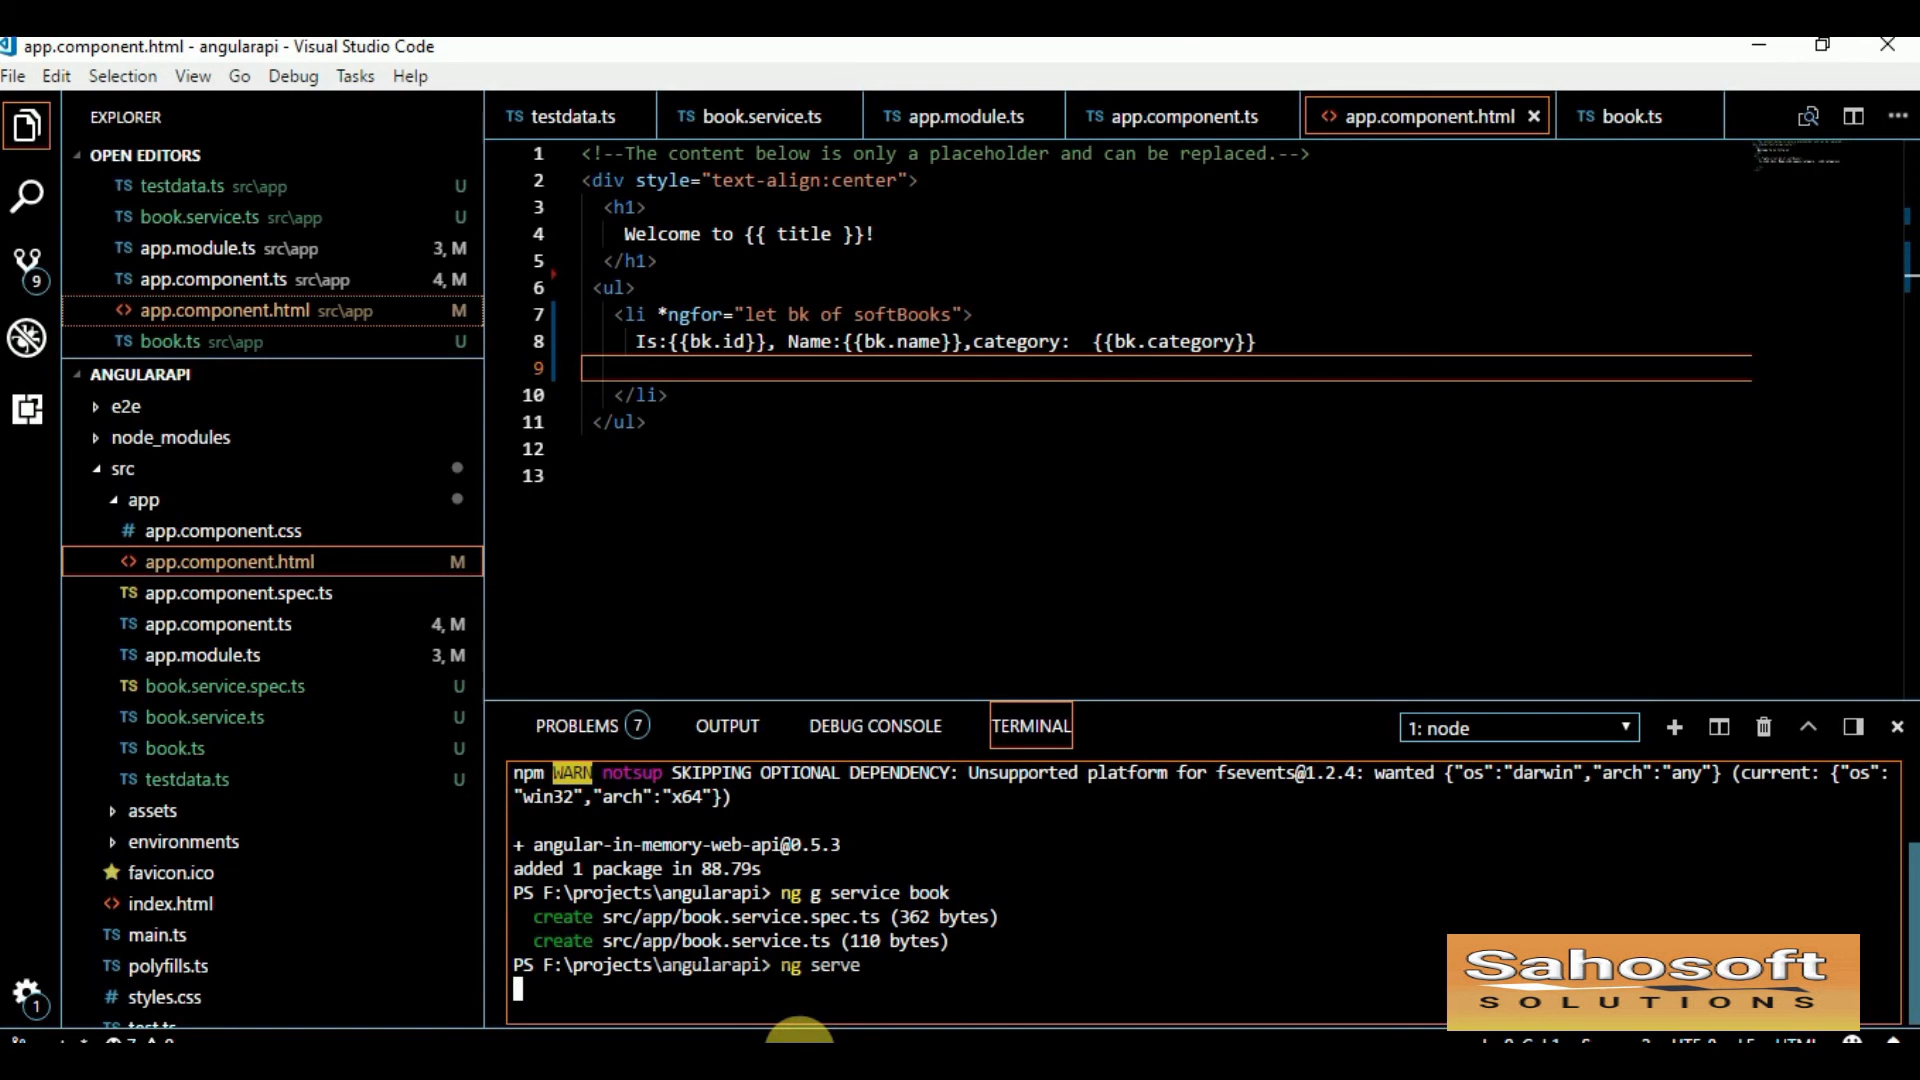 app.component.html - angularapi - Visual Studio Code
File Edit Selection View Go Debug Tasks Help
EXPLORER
OPEN EDITORS
TS testdata.ts src\app U
TS book.service.ts src\app U
TS app.module.ts src\app 3, M
TS app.component.ts src\app 4, M
<> app.component.html src\app M
TS book.ts src\app U
ANGULARAPI
e2e
node_modules
src
app
# app.component.css
<> app.component.html M
TS app.component.spec.ts
TS app.component.ts 4, M
TS app.module.ts 3, M
TS book.service.spec.ts U
TS book.service.ts U
TS book.ts U
TS testdata.ts U
assets
environments
favicon.ico
<> index.html
TS main.ts
TS polyfills.ts
# styles.css
9
1
TS testdata.ts TS book.service.ts TS app.module.ts TS app.component.ts <> app.component.html TS book.ts
1 <!--The content below is only a placeholder and can be replaced.-->
2 <div style="text-align:center">
3 <h1>
4 Welcome to {{ title }}!
5 </h1>
6 <ul>
7 <li *ngfor="let bk of softBooks">
8 Is:{{bk.id}}, Name:{{bk.name}},category: {{bk.category}}
9
10 </li>
11 </ul>
12
13
PROBLEMS 7 OUTPUT DEBUG CONSOLE TERMINAL 1: node
npm WARN notsup SKIPPING OPTIONAL DEPENDENCY: Unsupported platform for fsevents@1.2.4: wanted {"os":"darwin","arch":"any"} (current: {"os":
"win32","arch":"x64"})
+ angular-in-memory-web-api@0.5.3
added 1 package in 88.79s
PS F:\projects\angularapi> ng g service book
create src/app/book.service.spec.ts (362 bytes)
create src/app/book.service.ts (110 bytes)
PS F:\projects\angularapi> ng serve
Sahosoft
SOLUTIONS